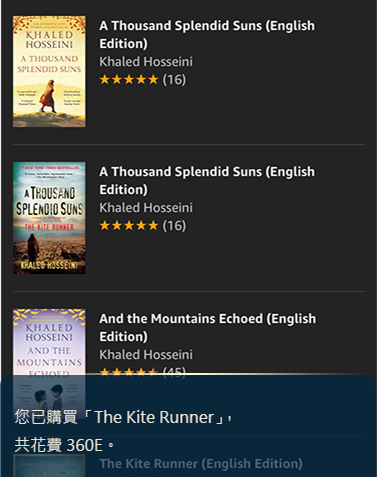 KHALED
HOSSEINI
A THOUSAND
SPLENDID SUNS
A Thousand Splendid Suns (English
Edition)
Khaled Hosseini
★★★★★ (16)
A THOUSAND
SPLENDID SUNS
THE KITE RUNNER
KHALED HOSSEINI
A Thousand Splendid Suns (English
Edition)
Khaled Hosseini
★★★★★ (16)
KHALED
HOSSEINI
AND THE
MOUNTAINS
ECHOED
And the Mountains Echoed (English
Edition)
Khaled Hosseini
(45)
您已購買「The Kite Runner」，
共花費 360E。
The Kite Runner (English Edition)